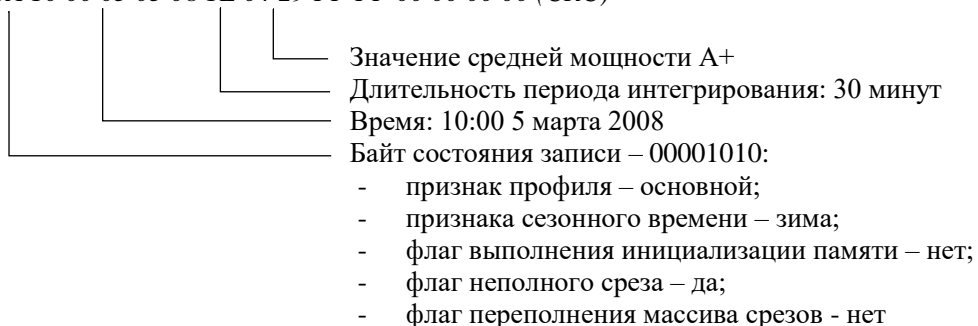 Значение средней мощности А+
Длительность периода интегрирования: 30 минут
Время: 10:00 5 марта 2008
Байт состояния записи – 00001010:
- признак профиля – основной;
- признака сезонного времени – зима;
- флаг выполнения инициализации памяти – нет;
- флаг неполного среза – да;
- флаг переполнения массива срезов - нет